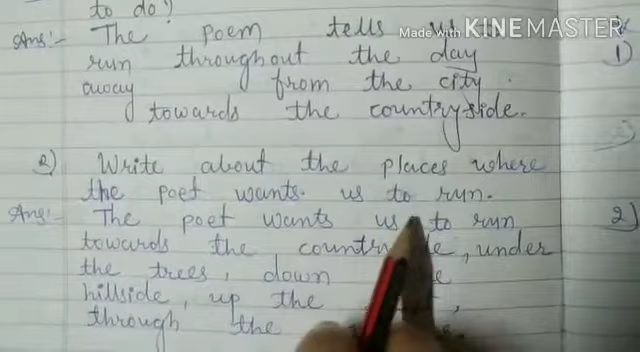 to do?
Made with KINEMASTER
Ans:- The poem tells us to
run throughout the day 1)
away from the city.
towards the countryside.
2) Write about the places where
the poet wants us to run.
Ans:- The poet wants us to run 2)
towards the under
the trees, down
hillside, up the
through the